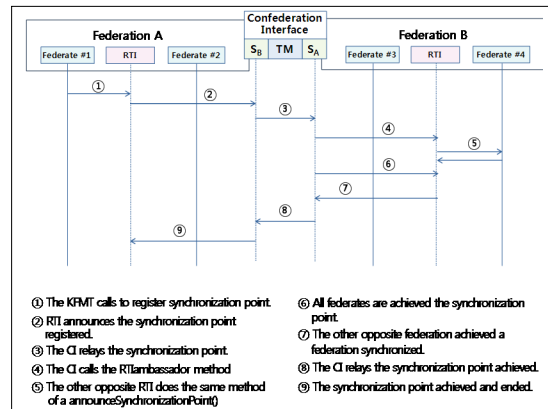 Federation A
Confederation
Interface
Federation B
Federate #1
RTI
Federate #2
S_B
TM
S_A
Federate #3
RTI
Federate #4
①
②
③
④
⑤
⑥
⑦
⑧
⑨
① The KFMT calls to register synchronization point.
② RTI announces the synchronization point
registered.
③ The CI relays the synchronization point.
④ The CI calls the RTIambassador method
⑤ The other opposite RTI does the same method
of a announceSynchronizationPoint()
⑥ All federates are achieved the synchronization
point.
⑦ The other opposite federation achieved a
federation synchronized.
⑧ The CI relays the synchronization point achieved.
⑨ The synchronization point achieved and ended.